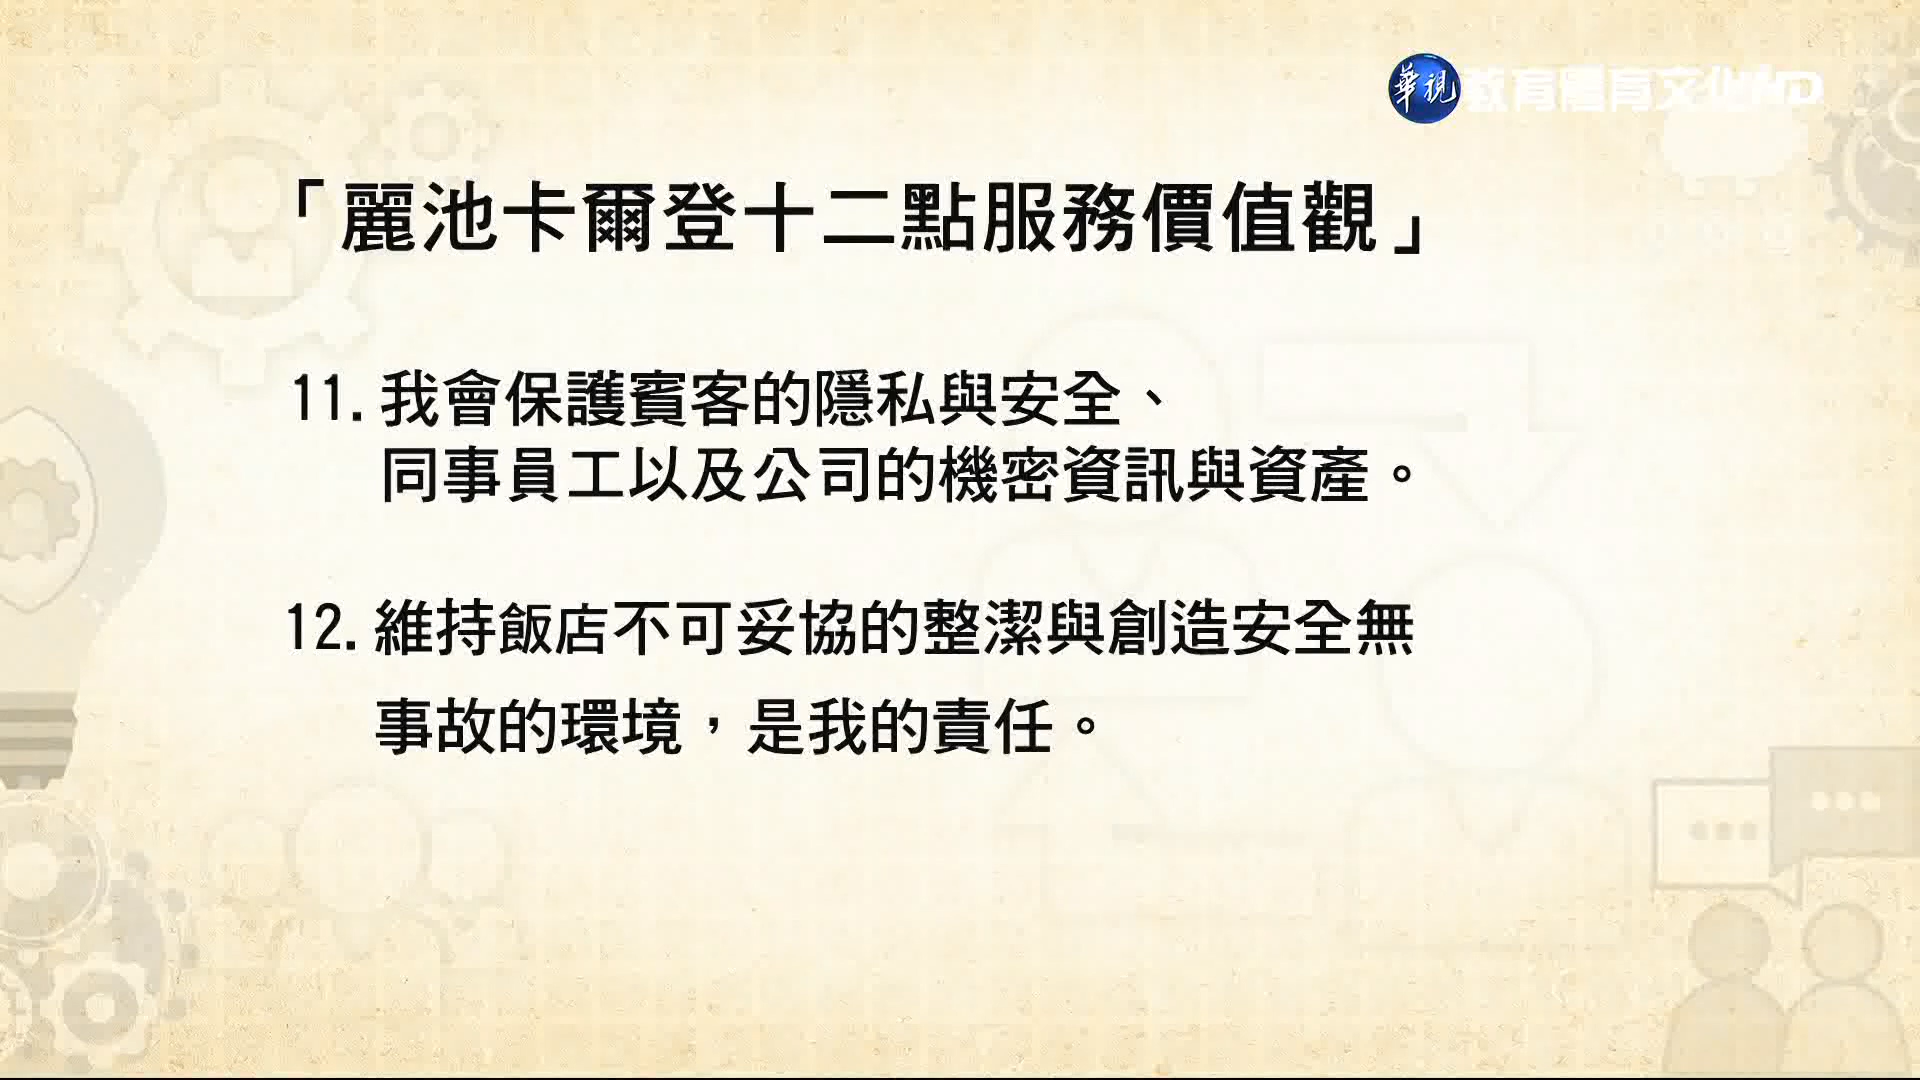 華視 教育體育文化HD
「麗池卡爾登十二點服務價值觀」
11.我會保護賓客的隱私與安全、
同事員工以及公司的機密資訊與資產。
12.維持飯店不可妥協的整潔與創造安全無
事故的環境，是我的責任。